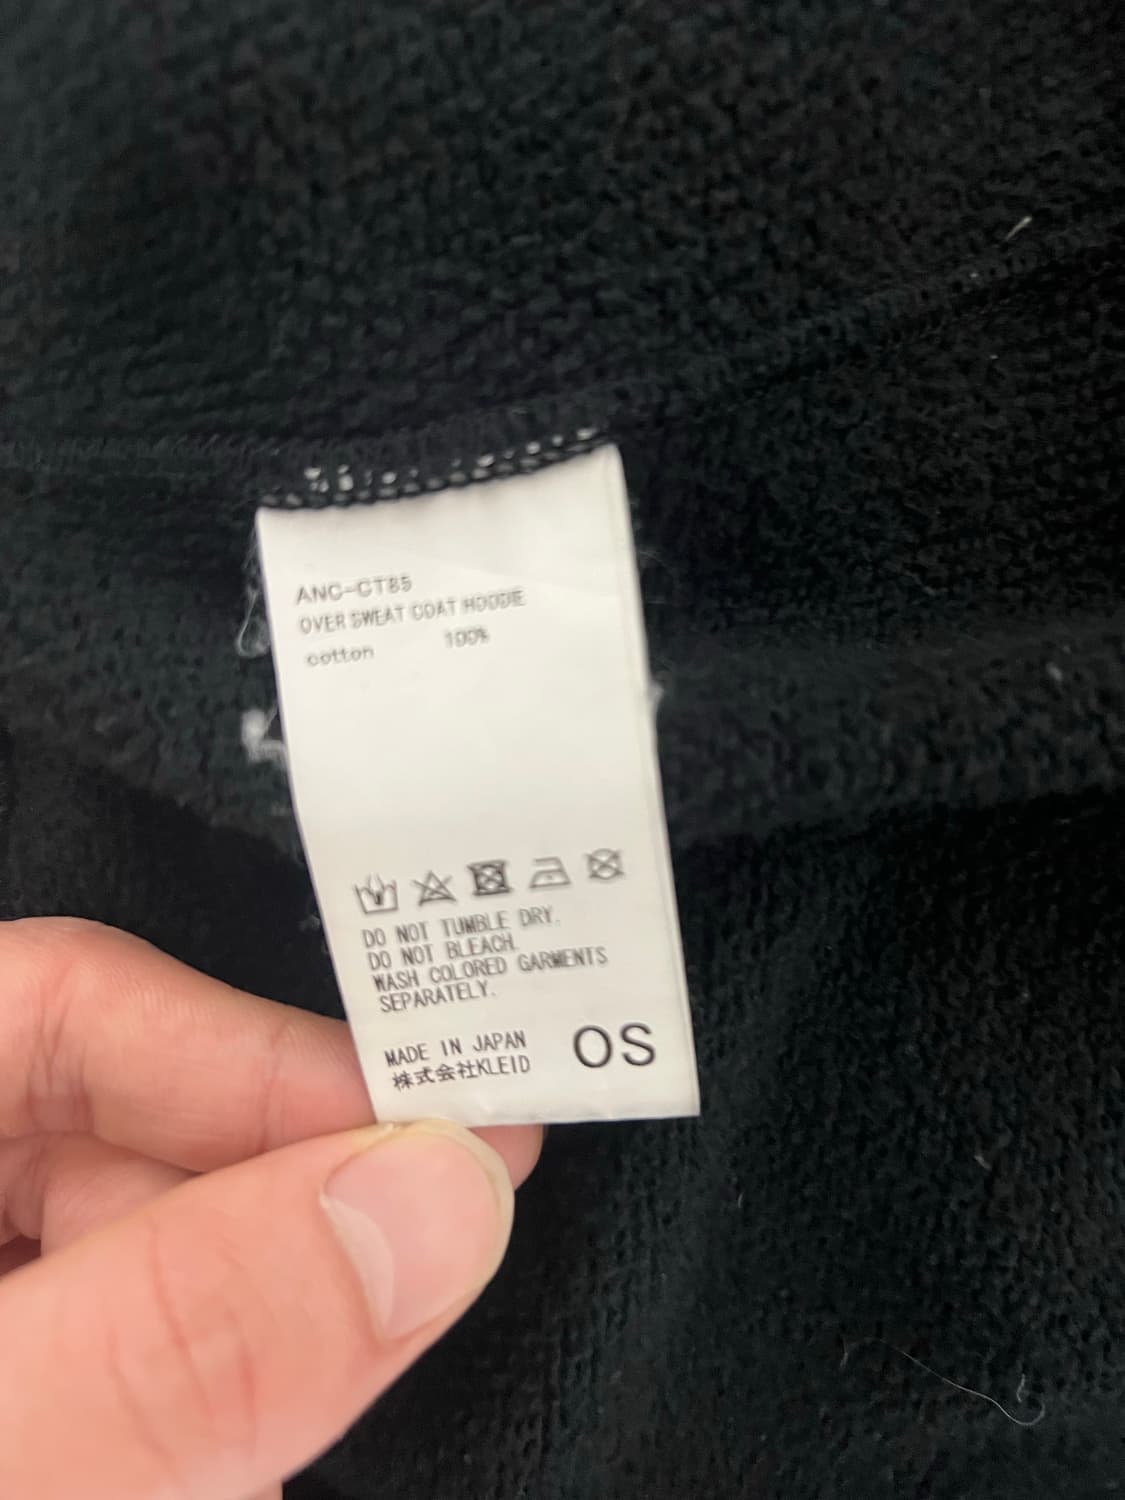 ANC-CT85
OVER SWEAT COAT HOODIE
cotton 100%
DO NOT TUMBLE DRY.
DO NOT BLEACH.
WASH COLORED GARMENTS
SEPARATELY.
MADE IN JAPAN
株式会社KLEID
OS